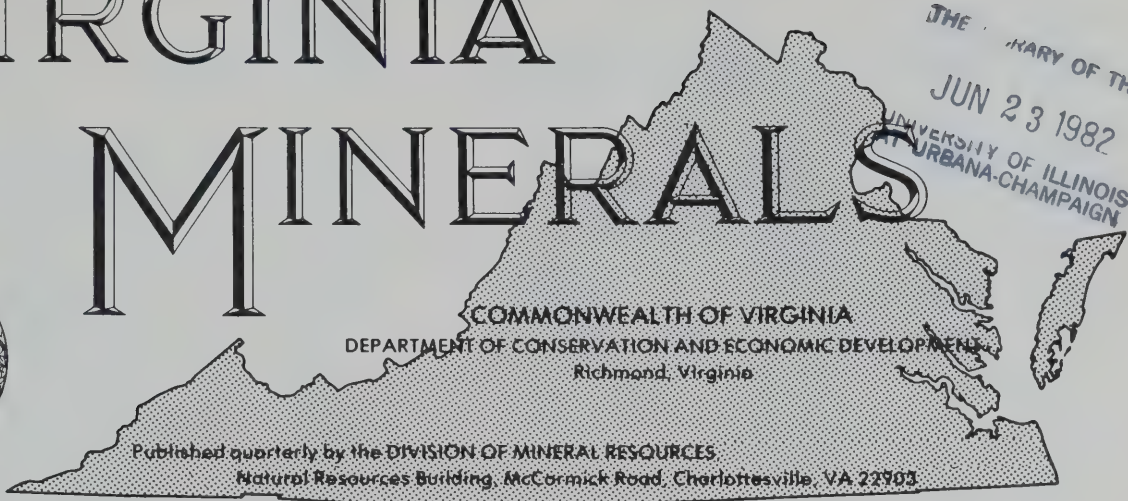 IRGINIA
MINERALS
THE
RARY OF TH
JUN 23 1982
UNIVERSITY OF ILLINOIS
AT URBANA-CHAMPAIGN
COMMONWEALTH OF VIRGINIA
DEPARTMENT OF CONSERVATION AND ECONOMIC DEVELOPMENT
Richmond, Virginia
Published quarterly by the DIVISION OF MINERAL RESOURCES
Natural Resources Building, McCormick Road, Charlottesville, VA 22903